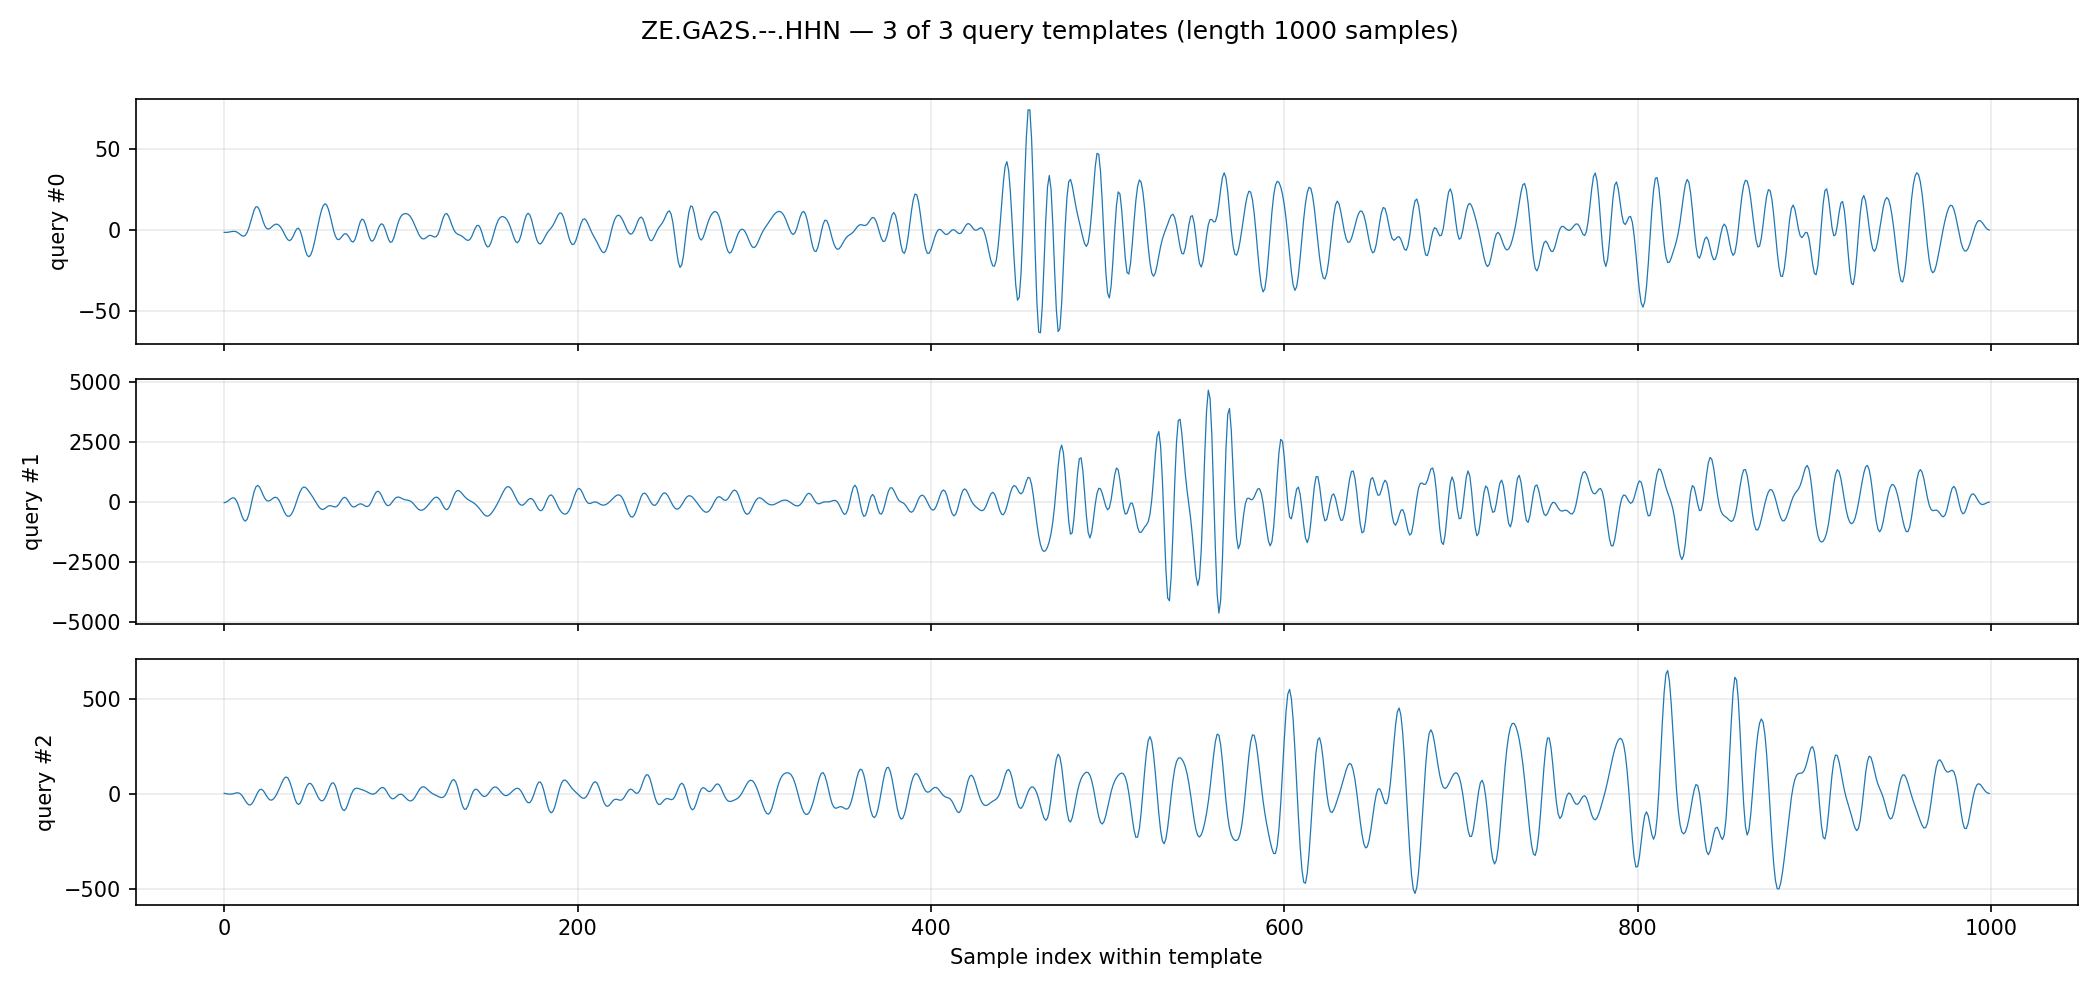 ZE.GA2S.--.HHN — 3 of 3 query templates (length 1000 samples)
query #0
50
0
−50
query #1
5000
2500
0
−2500
−5000
query #2
500
0
−500
0 200 400 600 800 1000
Sample index within template